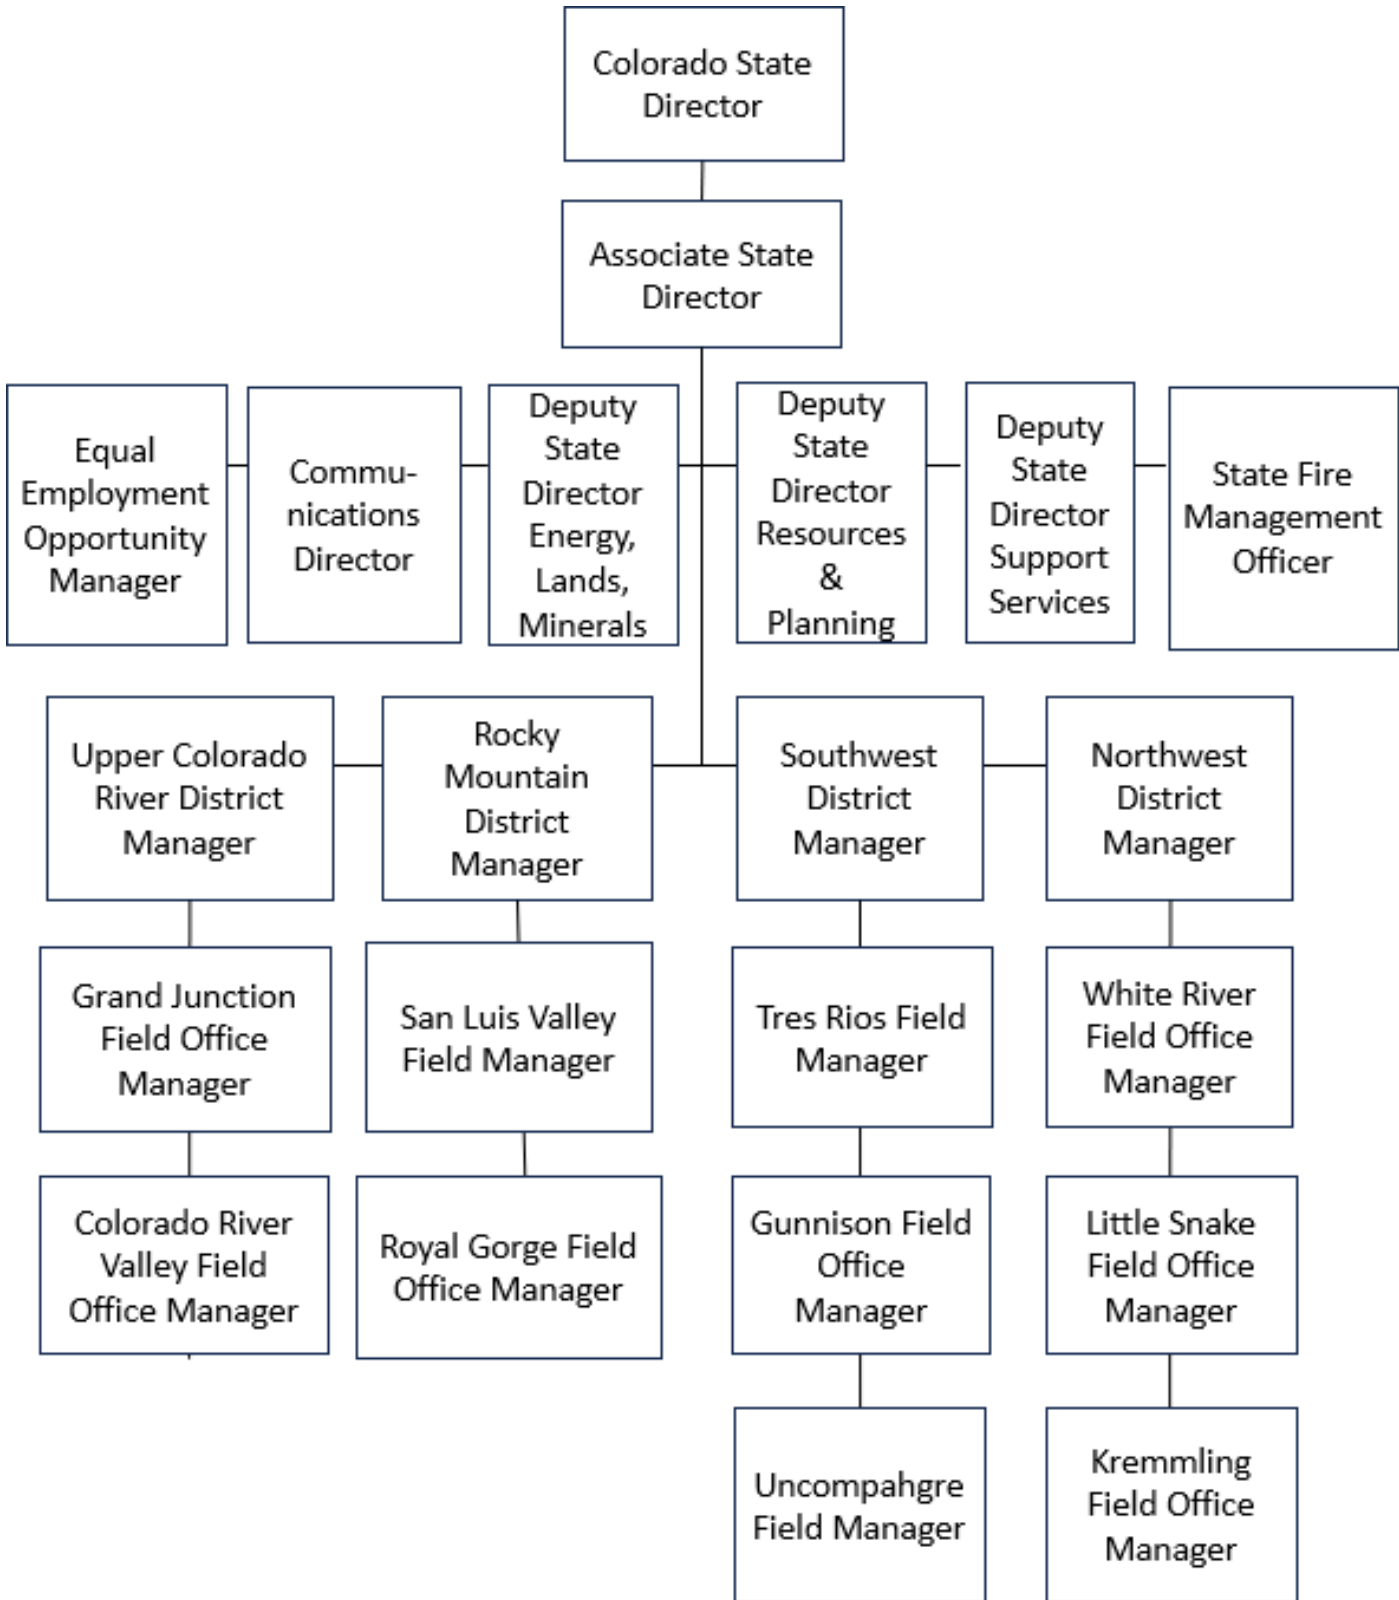 Colorado State
Director
Associate State
Director
Equal
Employment
Opportunity
Manager
Commu-
nications
Director
Deputy
State
Director
Energy,
Lands,
Minerals
Deputy
State
Director
Resources
&
Planning
Deputy
State
Director
Support
Services
State Fire
Management
Officer
Upper Colorado
River District
Manager
Rocky
Mountain
District
Manager
Southwest
District
Manager
Northwest
District
Manager
Grand Junction
Field Office
Manager
San Luis Valley
Field Manager
Tres Rios Field
Manager
White River
Field Office
Manager
Colorado River
Valley Field
Office Manager
Royal Gorge Field
Office Manager
Gunnison Field
Office
Manager
Little Snake
Field Office
Manager
Uncompahgre
Field Manager
Kremmling
Field Office
Manager